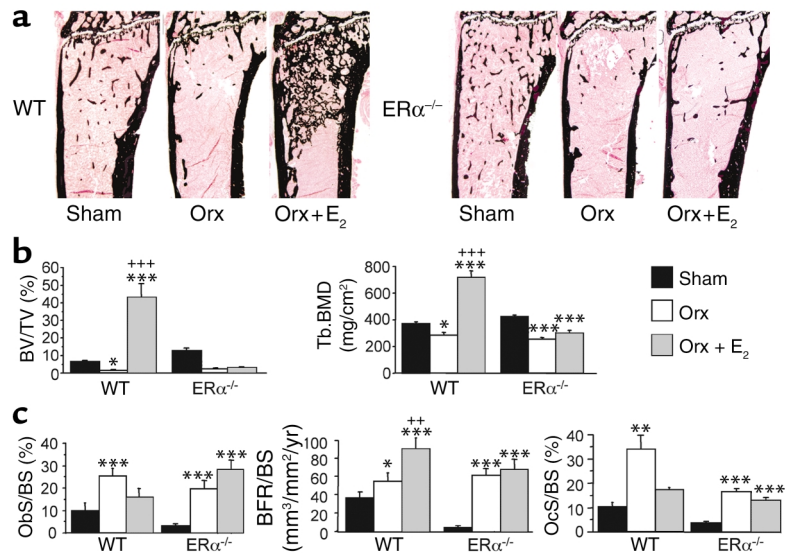 a
WT
Sham Orx Orx+E2
ERα−/−
Sham Orx Orx+E2
b
BV/TV (%)
60
50
40
30
20
10
0
*
+++
***
WT ERα-/-
Tb.BMD
(mg/cm2)
800
600
400
200
0
*
+++
***
***
***
WT ERα-/-
Sham
Orx
Orx + E2
c
ObS/BS (%)
40
30
20
10
0
***
***
***
WT ERα-/-
BFR/BS
(mm3/mm2/yr)
100
80
60
40
20
0
*
++
***
***
***
WT ERα-/-
OcS/BS (%)
40
30
20
10
0
**
***
***
WT ERα-/-